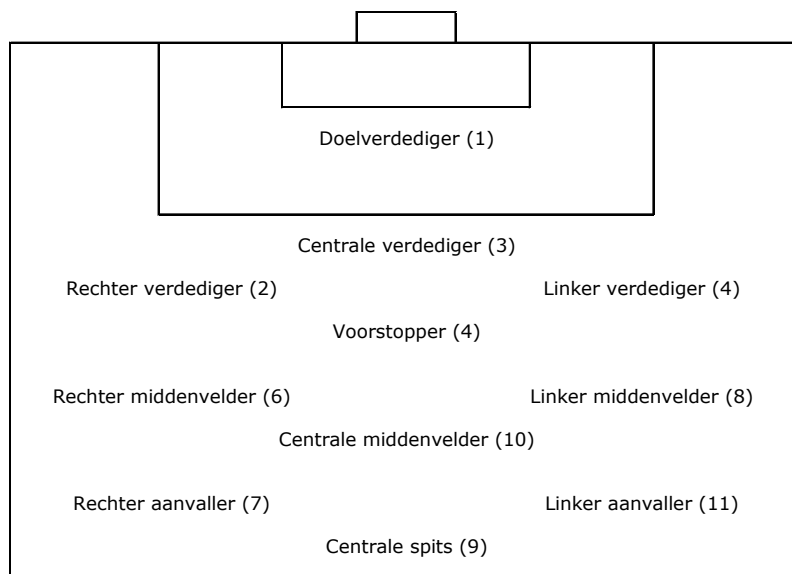 Doelverdediger (1)
Centrale verdediger (3)
Rechter verdediger (2)
Linker verdediger (4)
Voorstopper (4)
Rechter middenvelder (6)
Linker middenvelder (8)
Centrale middenvelder (10)
Rechter aanvaller (7)
Linker aanvaller (11)
Centrale spits (9)